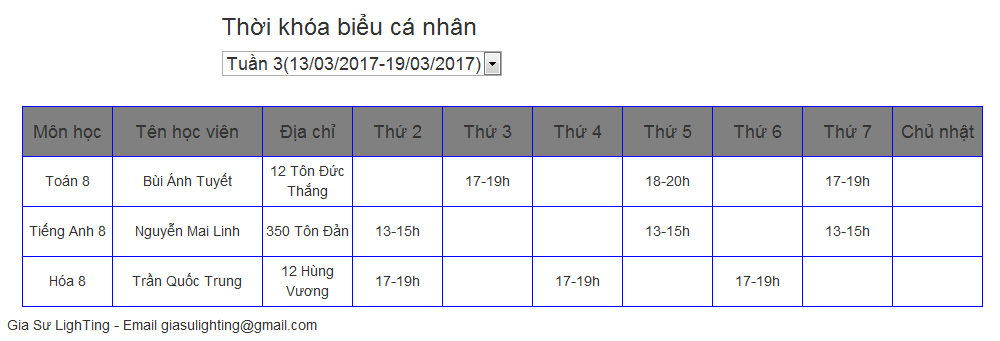 Thời khóa biểu cá nhân
Tuần 3(13/03/2017-19/03/2017)
Môn học Tên học viên Địa chỉ Thứ 2 Thứ 3 Thứ 4 Thứ 5 Thứ 6 Thứ 7 Chủ nhật
Toán 8 Bùi Ánh Tuyết 12 Tôn Đức Thắng 17-19h 18-20h 17-19h
Tiếng Anh 8 Nguyễn Mai Linh 350 Tôn Đản 13-15h 13-15h 13-15h
Hóa 8 Trần Quốc Trung 12 Hùng Vương 17-19h 17-19h 17-19h
Gia Sư LighTing - Email giasulighting@gmail.com